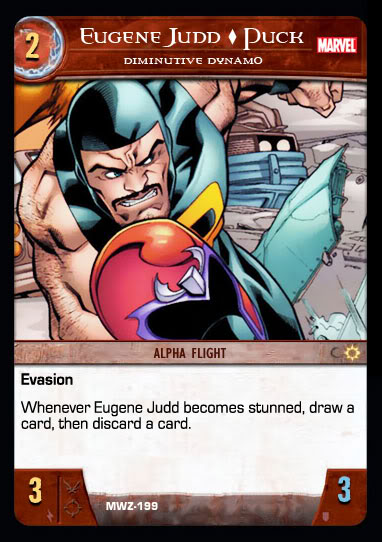 2
EUGENE JUDD ♦ PUCK
MARVEL
DIMINUTIVE DYNAMO
ALPHA FLIGHT
C
Evasion
Whenever Eugene Judd becomes stunned, draw a
card, then discard a card.
3
MWZ-199
3